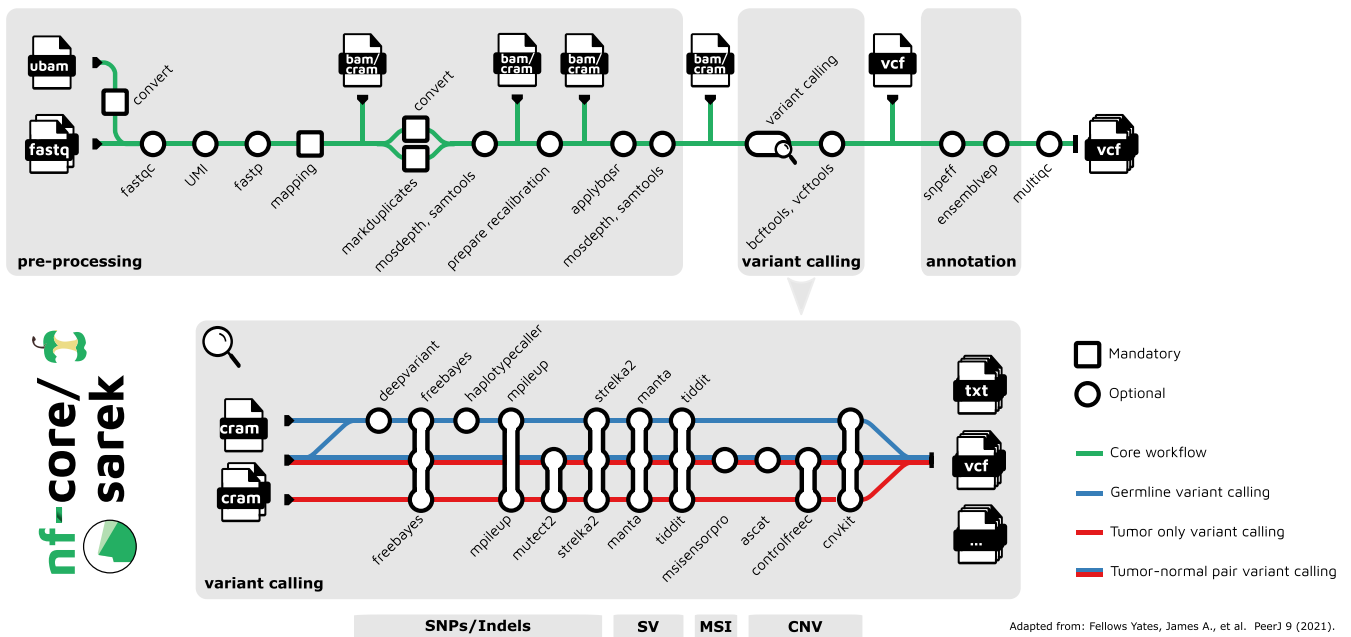 ubam
fastq
convert
fastqc
UMI
fastp
mapping
bam/
cram
convert
markduplicates
mosdepth, samtools
bam/
cram
prepare recalibration
bam/
cram
applybqsr
mosdepth, samtools
pre-processing
bam/
cram
variant calling
bcftools, vcftools
variant calling
vcf
snpeff
ensemblvep
annotation
multiqc
vcf
nf-core/
sarek
cram
cram
deepvariant
freebayes
haplotypecaller
mpileup
strelka2
manta
tiddit
freebayes
mpileup
mutect2
strelka2
manta
tiddit
msisensorpro
ascat
controlfreec
cnvkit
txt
vcf
...
variant calling
SNPs/Indels
SV
MSI
CNV
Mandatory
Optional
Core workflow
Germline variant calling
Tumor only variant calling
Tumor-normal pair variant calling
Adapted from: Fellows Yates, James A., et al. PeerJ 9 (2021).